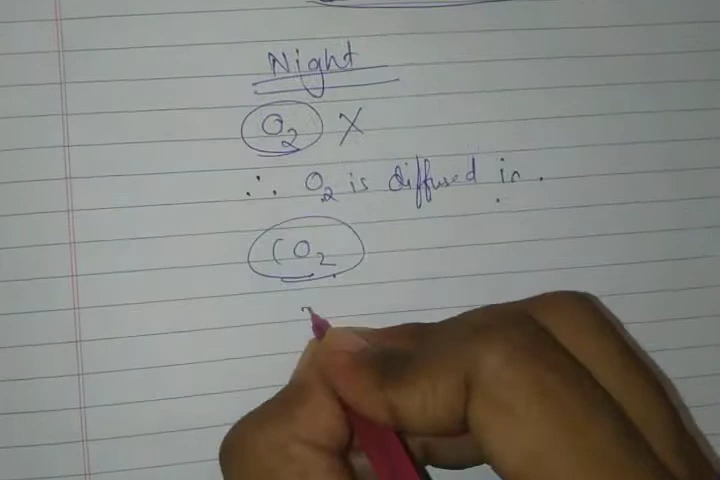 Night
O₂ X
∴ O₂ is diffused in.
CO₂